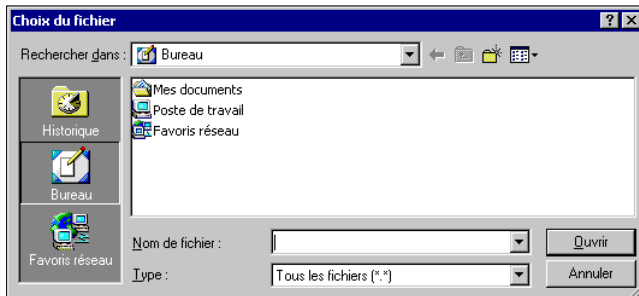 Choix du fichier
Rechercher dans : Bureau
Mes documents
Poste de travail
Favoris réseau
Historique
Bureau
Favoris réseau
Nom de fichier : Ouvrir
Type : Tous les fichiers (*.*) Annuler